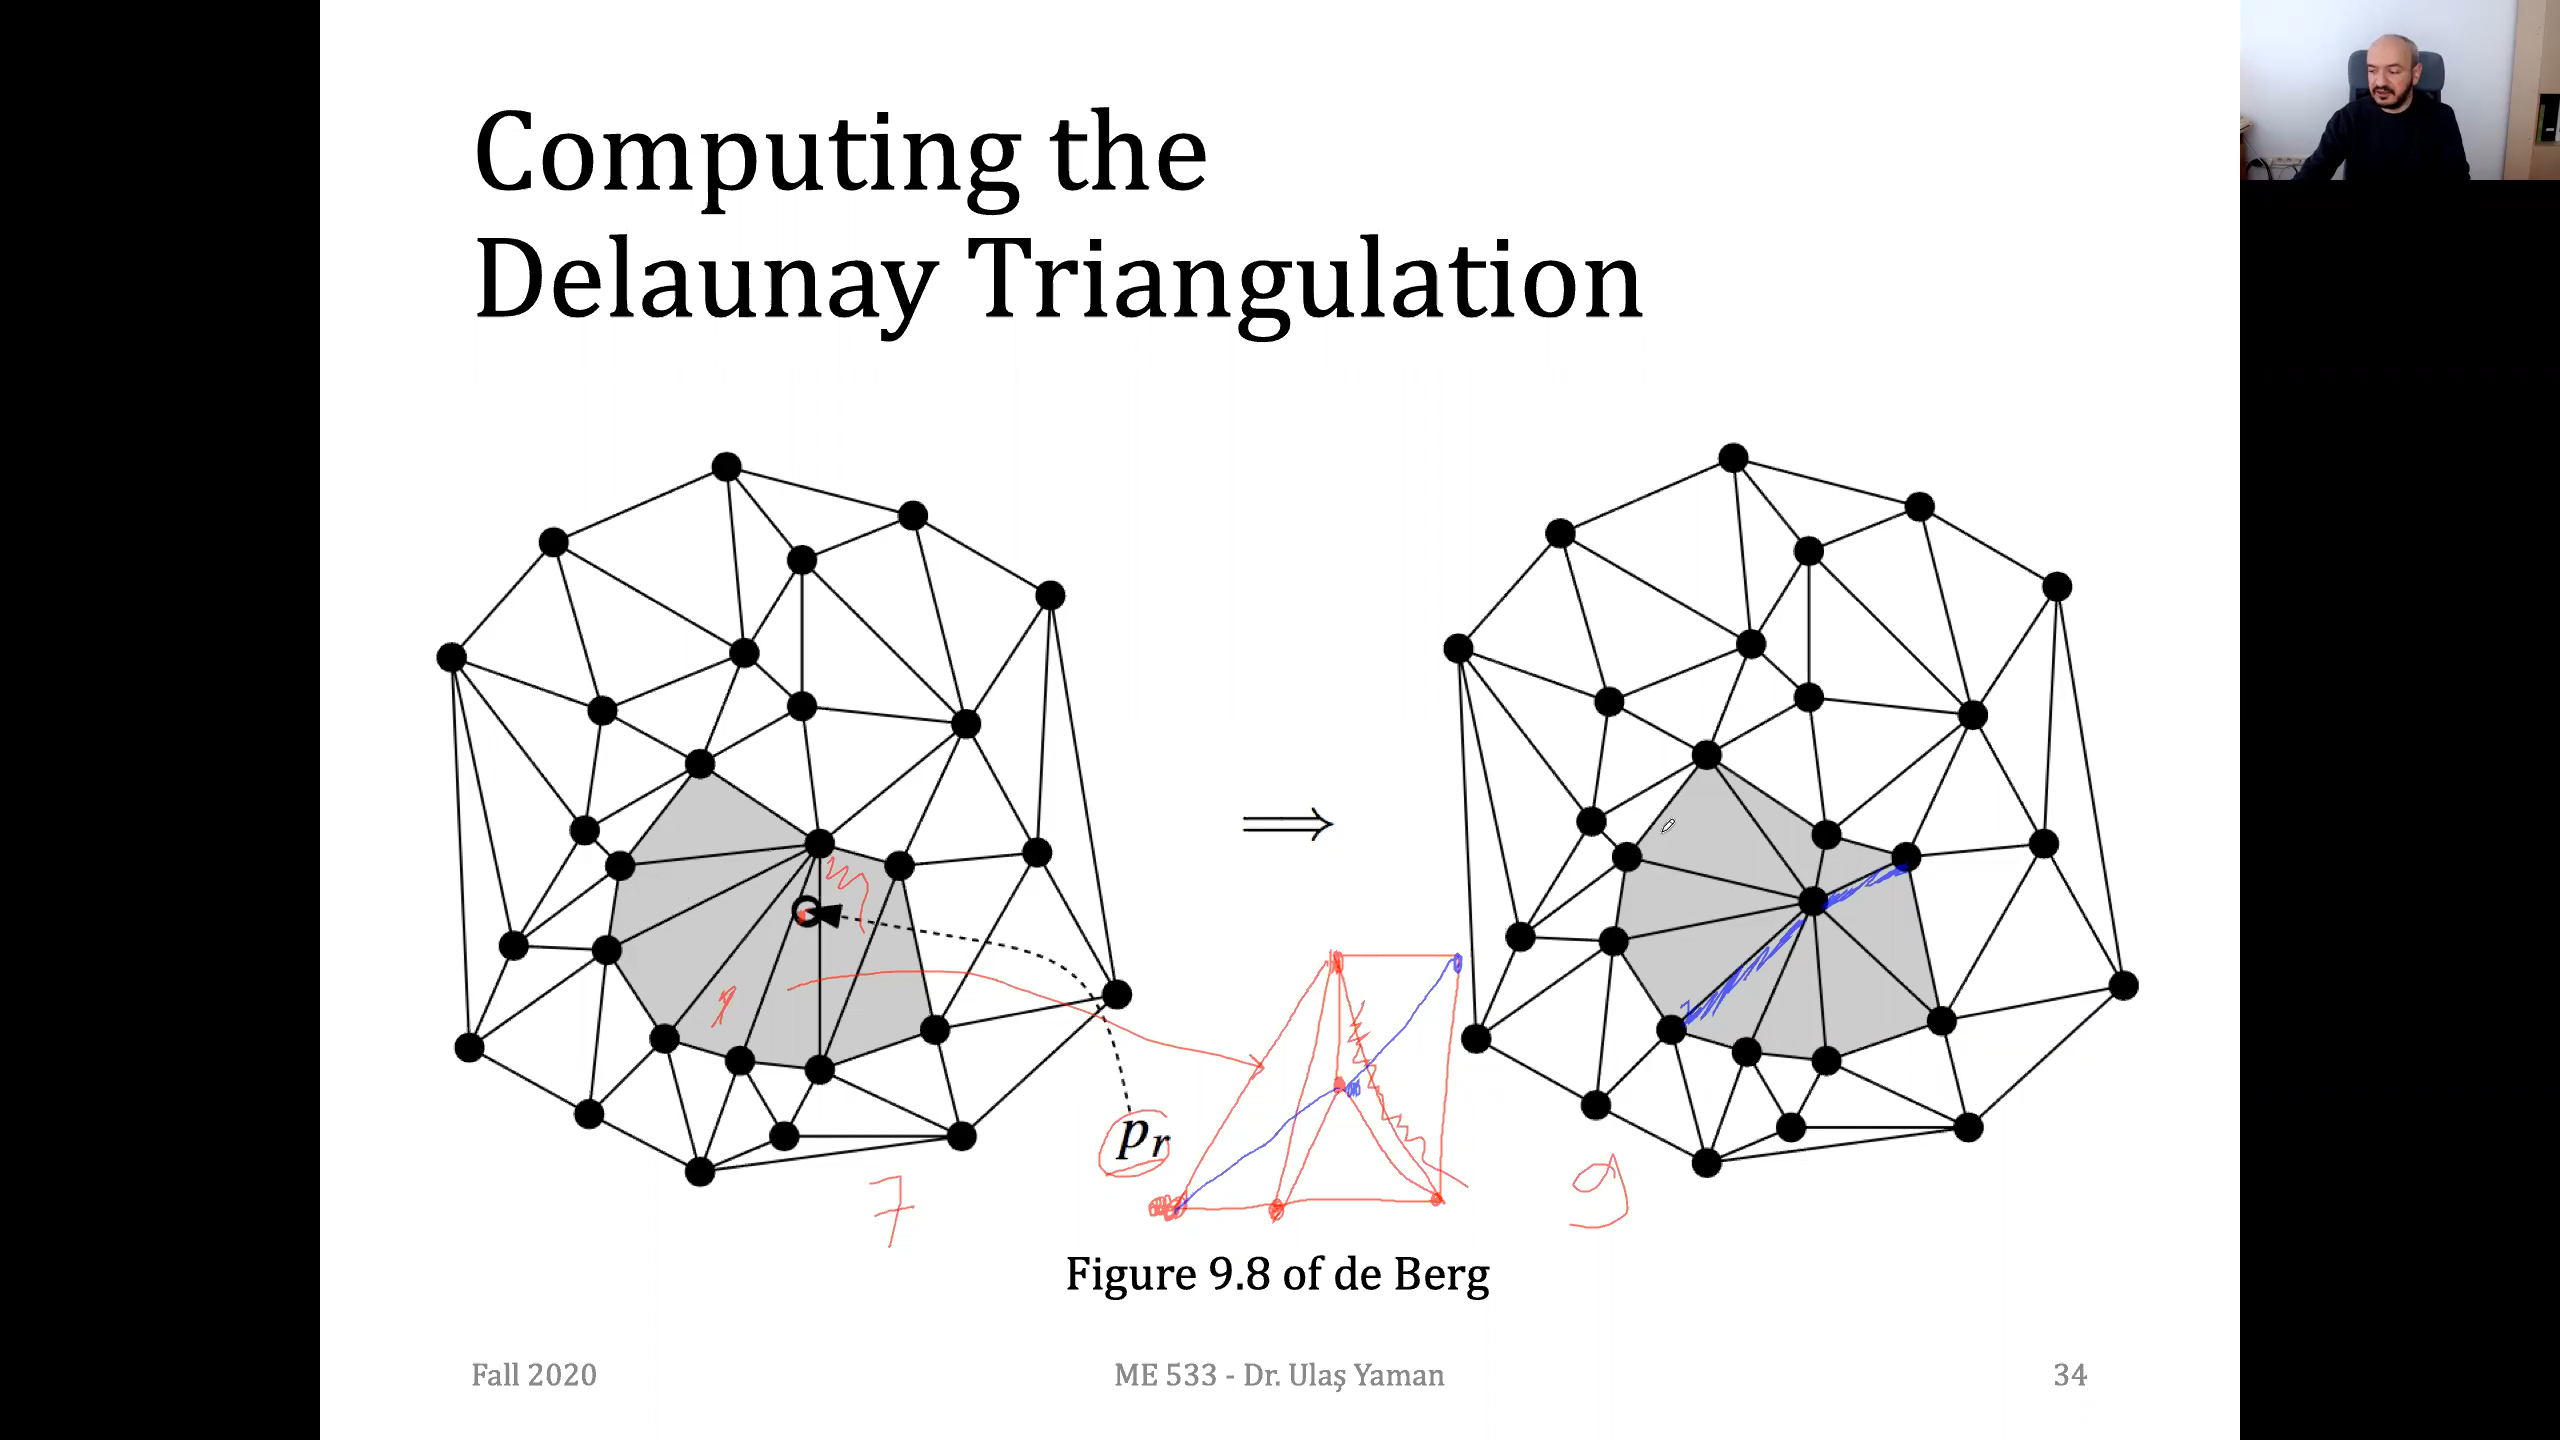 Computing the
Delaunay Triangulation
p_r
7
9
Figure 9.8 of de Berg
Fall 2020
ME 533 - Dr. Ulaş Yaman
34